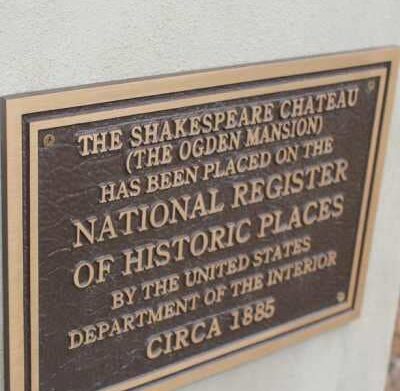 THE SHAKESPEARE CHATEAU
(THE OGDEN MANSION)
HAS BEEN PLACED ON THE
NATIONAL REGISTER
OF HISTORIC PLACES
BY THE UNITED STATES
DEPARTMENT OF THE INTERIOR
CIRCA 1885